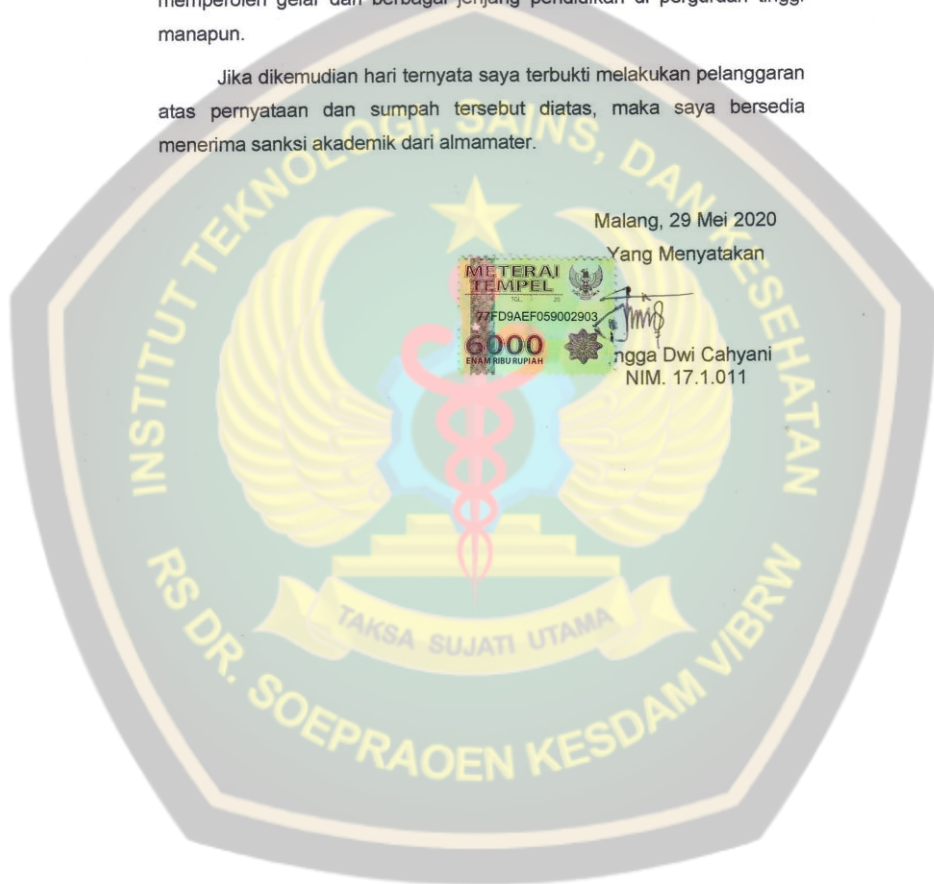 memperoleh gelar dari berbagai jenjang pendidikan di perguruan tinggi
manapun.
Jika dikemudian hari ternyata saya terbukti melakukan pelanggaran
atas pernyataan dan sumpah tersebut diatas, maka saya bersedia
menerima sanksi akademik dari almamater.
Malang, 29 Mei 2020
Yang Menyatakan
METERAI
TEMPEL
TGL. 20
77FD9AEF059002903
6000
ENAM RIBU RUPIAH
ngga Dwi Cahyani
NIM. 17.1.011
INSTITUT TEKNOLOGI, SAINS, DAN KESEHATAN
TAKSA SUJATI UTAMA
RS DR. SOEPRAOEN KESDAM V/BRW